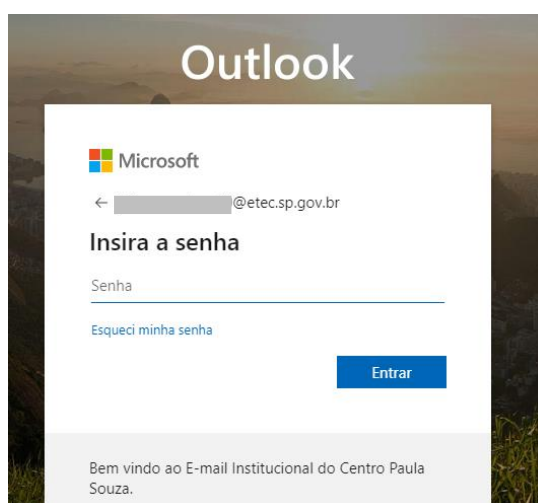 Outlook
Microsoft
← @etec.sp.gov.br
Insira a senha
Senha
Esqueci minha senha
Entrar
Bem vindo ao E-mail Institucional do Centro Paula
Souza.